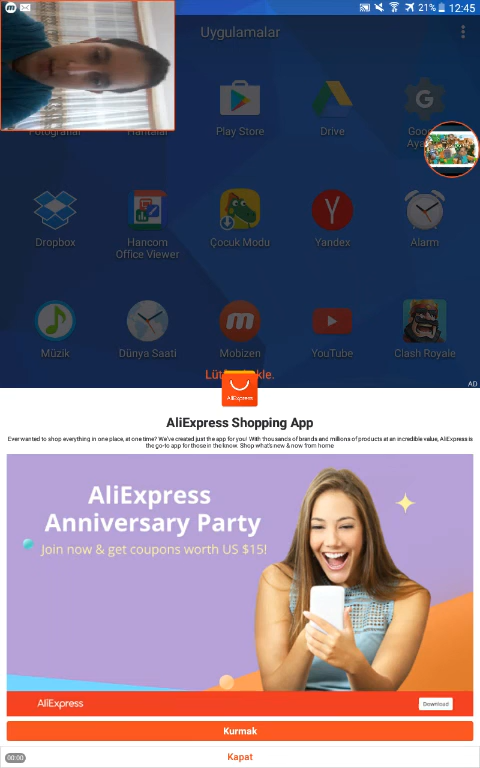 21%
12:45
Uygulamalar
Play Store
Drive
Dropbox
Hancom
Office Viewer
Çocuk Modu
Yandex
Alarm
Müzik
Dünya Saati
Mobizen
YouTube
Clash Royale
AD
AliExpress
AliExpress Shopping App
Ever wanted to shop everything in one place, at one time? We've created just the app for you! With thousands of brands and millions of products at an incredible value, AliExpress is
the go-to app for those in the know. Shop what's new & now from home
AliExpress
Anniversary Party
Join now & get coupons worth US $15!
AliExpress
Download
Kurmak
00:00
Kapat